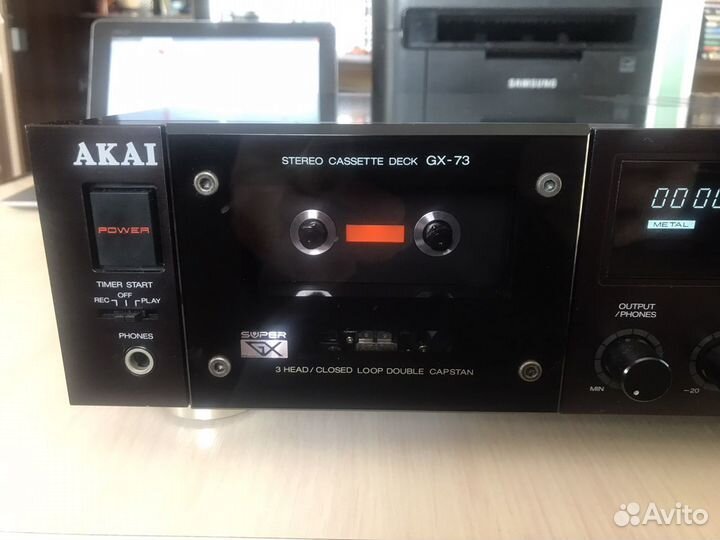 SAMSUNG
AKAI
STEREO CASSETTE DECK GX-73
POWER
METAL
TIMER START
OFF
REC PLAY
PHONES
SUPER
GX
3 HEAD/CLOSED LOOP DOUBLE CAPSTAN
OUTPUT
/PHONES
MIN
-20
Avito